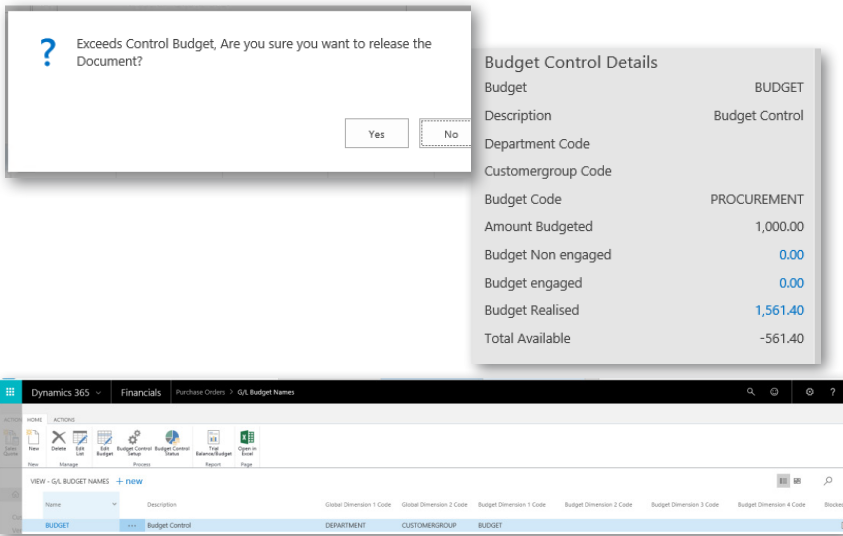 Exceeds Control Budget, Are you sure you want to release the
Document?
Yes No
Budget Control Details
Budget BUDGET
Description Budget Control
Department Code
Customergroup Code
Budget Code PROCUREMENT
Amount Budgeted 1,000.00
Budget Non engaged 0.00
Budget engaged 0.00
Budget Realised 1,561.40
Total Available -561.40
Dynamics 365 Financials Purchase Orders > G/L Budget Names
HOME ACTIONS
New Delete Edit List Edit Budget Budget Control Setup Budget Control Status Trial Balance/Budget Open in Excel
New Manage Process Report Page
VIEW - G/L BUDGET NAMES + new
Name Description Global Dimension 1 Code Global Dimension 2 Code Budget Dimension 1 Code Budget Dimension 2 Code Budget Dimension 3 Code Budget Dimension 4 Code Blocked
BUDGET ... Budget Control DEPARTMENT CUSTOMERGROUP BUDGET